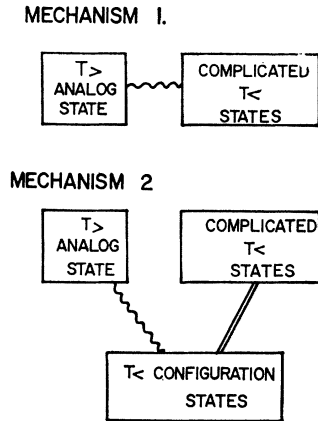 MECHANISM 1.
T>
ANALOG
STATE
COMPLICATED
T<
STATES
MECHANISM 2
T>
ANALOG
STATE
COMPLICATED
T<
STATES
T< CONFIGURATION
STATES